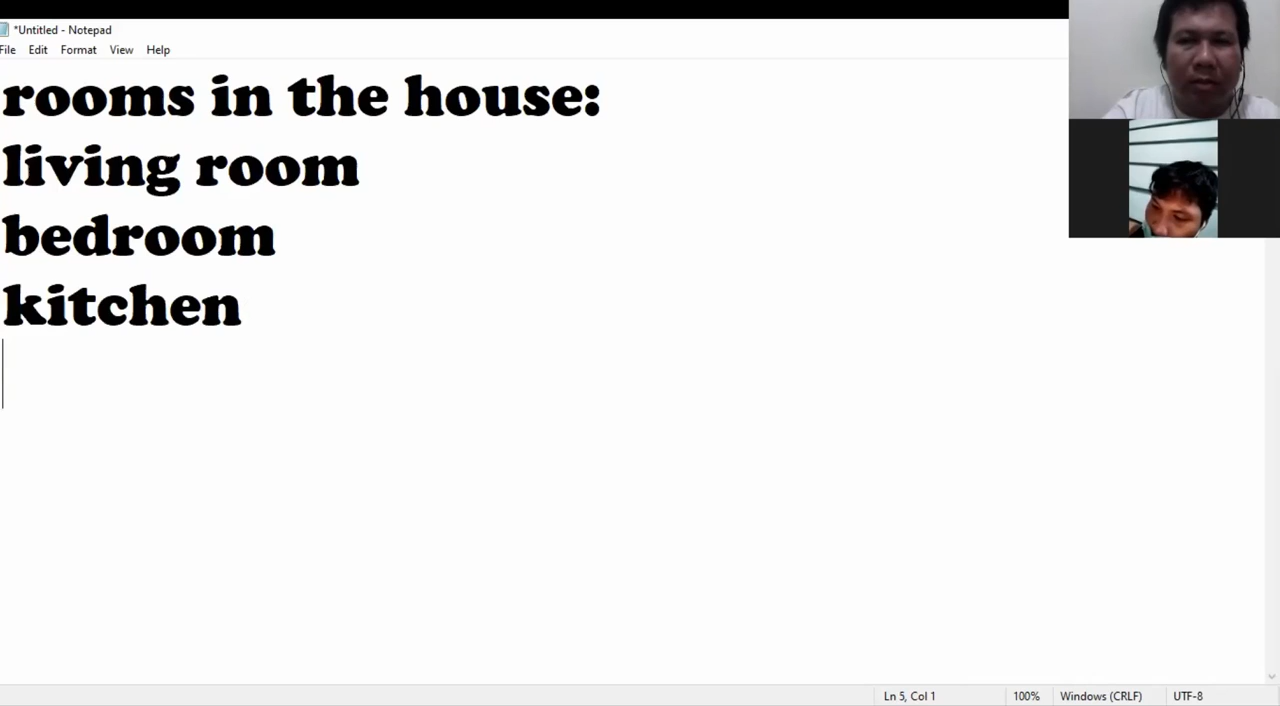 *Untitled - Notepad
File Edit Format View Help
rooms in the house:
living room
bedroom
kitchen
Ln 5, Col 1 100% Windows (CRLF) UTF-8